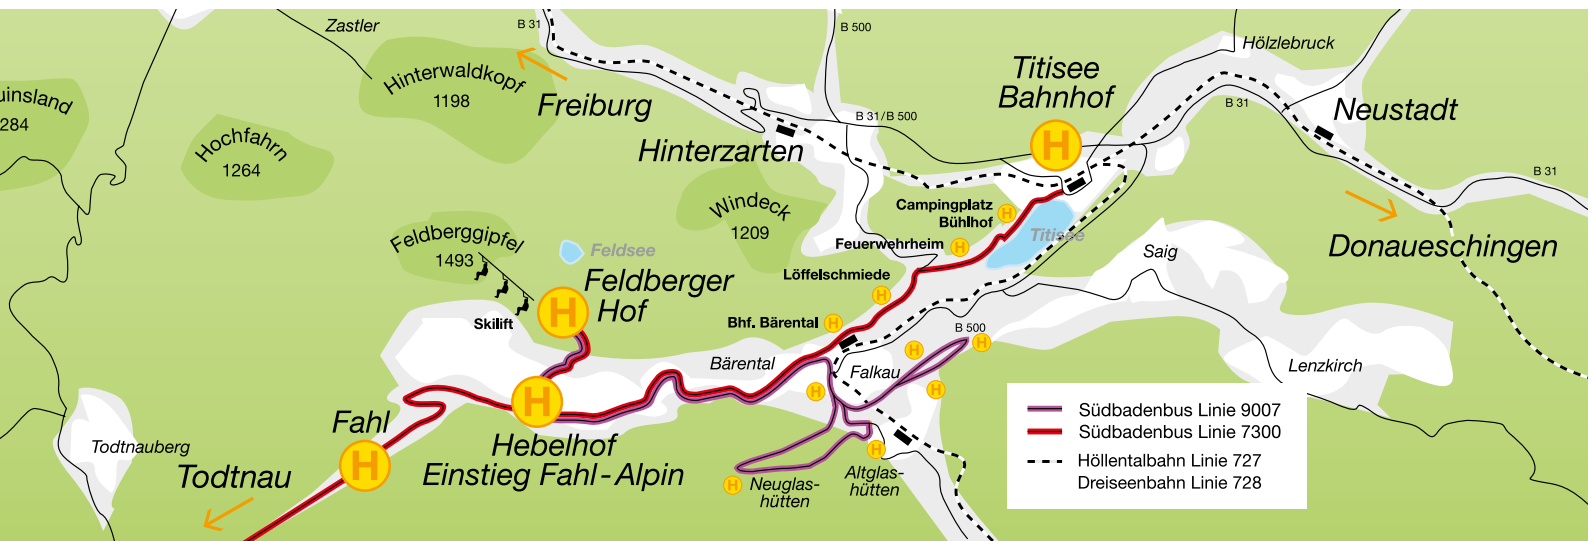 B 31
Zastler
B 500
Hölzlebruck
Hinterwaldkopf
1198
Titisee
Bahnhof
uinsland
284
Freiburg
B 31
Neustadt
B 31/B 500
Hochfahrn
1264
Hinterzarten
B 31
Windeck
1209
Campingplatz
Bühlhof
Feuerwehrheim
Titisee
Donaueschingen
Saig
Feldberggipfel
1493
Feldsee
Feldberger
Hof
Löffelschmiede
Skilift
Bhf. Bärental
B 500
Bärental
Falkau
Lenzkirch
H
H
H
H
H
H
H
H
H
H
H
H
H
H
Fahl
Hebelhof
Einstieg Fahl-Alpin
Todtnauberg
Todtnau
Neuglas-
hütten
Altglas-
hütten
Südbadenbus Linie 9007
Südbadenbus Linie 7300
Höllentalbahn Linie 727
Dreiseenbahn Linie 728